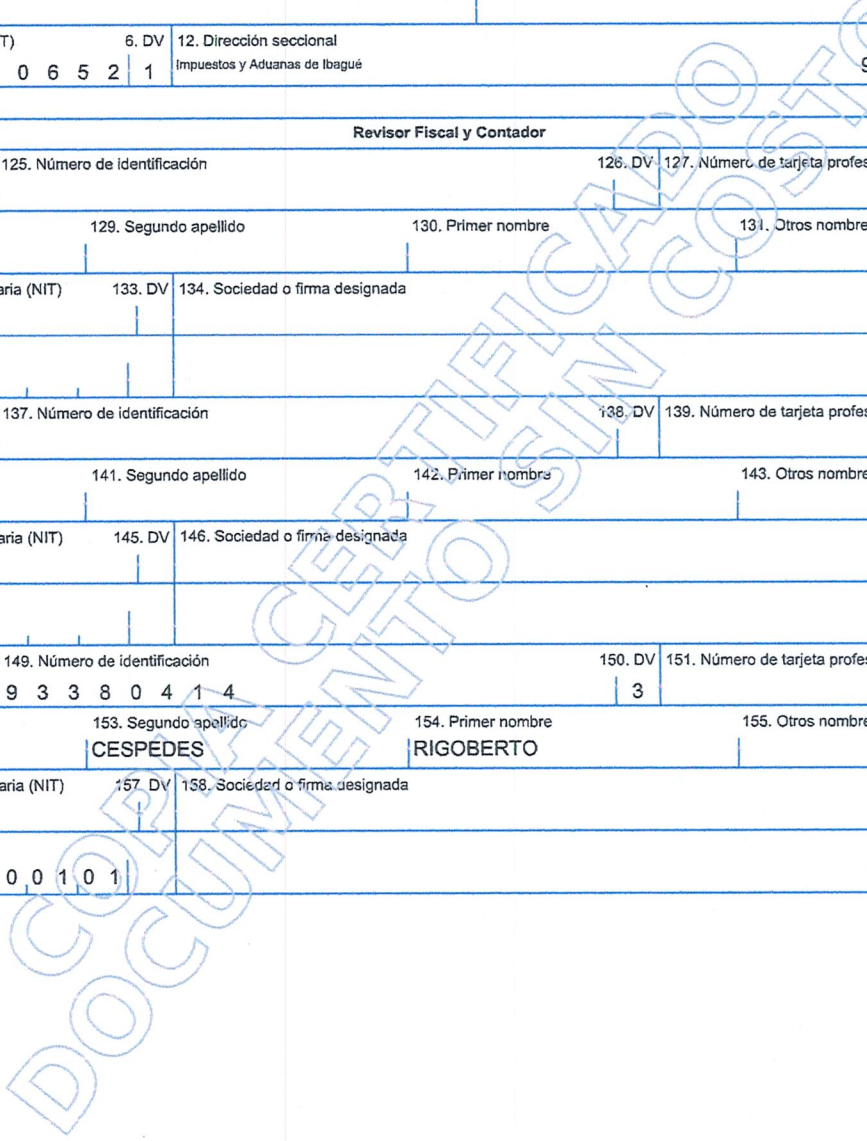 T) 6. DV 12. Dirección seccional
0 6 5 2 1 Impuestos y Aduanas de Ibagué 9
Revisor Fiscal y Contador
125. Número de identificación 126. DV 127. Número de tarjeta profes
129. Segundo apellido 130. Primer nombre 131. Otros nombre
aria (NIT) 133. DV 134. Sociedad o firma designada
137. Número de identificación 138. DV 139. Número de tarjeta profes
141. Segundo apellido 142. Primer nombre 143. Otros nombre
aria (NIT) 145. DV 146. Sociedad o firma designada
149. Número de identificación 150. DV 151. Número de tarjeta profes
9 3 3 8 0 4 1 4 3
153. Segundo apellido 154. Primer nombre 155. Otros nombre
CESPEDES RIGOBERTO
aria (NIT) 157. DV 158. Sociedad o firma designada
0 0 1 0 1
COPIA CERTIFICADO
DOCUMENTO SIN COSTO